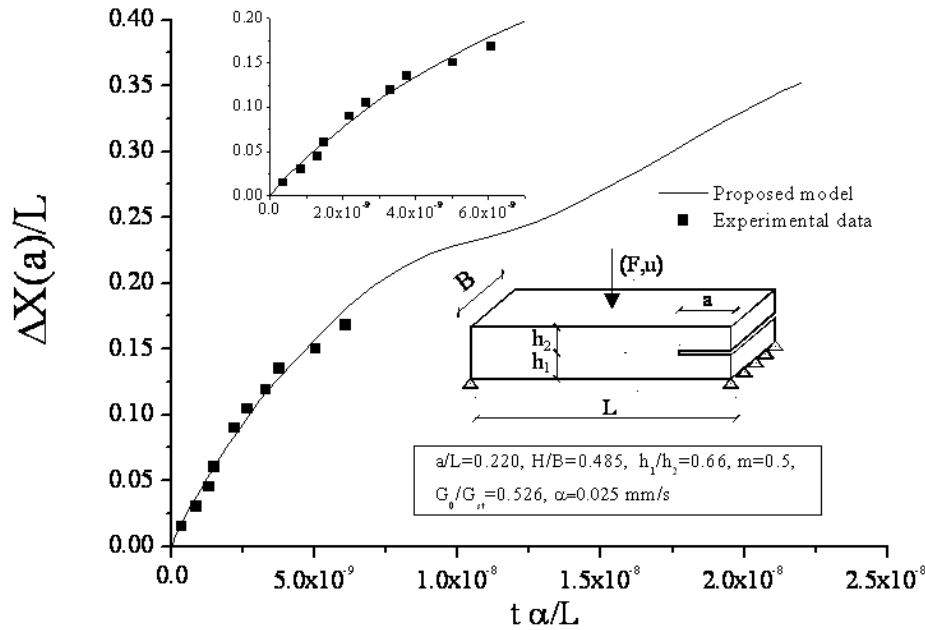 0.40
0.35
0.30
0.25
0.20
0.15
0.10
0.05
0.00
ΔX(a)/L
0.0
5.0x10⁻⁹
1.0x10⁻⁸
1.5x10⁻⁸
2.0x10⁻⁸
2.5x10⁻⁸
t α/L
0.20
0.15
0.10
0.05
0.00
0.0
2.0x10⁻⁹
4.0x10⁻⁹
6.0x10⁻⁹
Proposed model
Experimental data
(F,u)
B
a
h₂
h₁
L
a/L=0.220, H/B=0.485, h₁/h₂=0.66, m=0.5,
G₀/Gₛₜ=0.526, α=0.025 mm/s